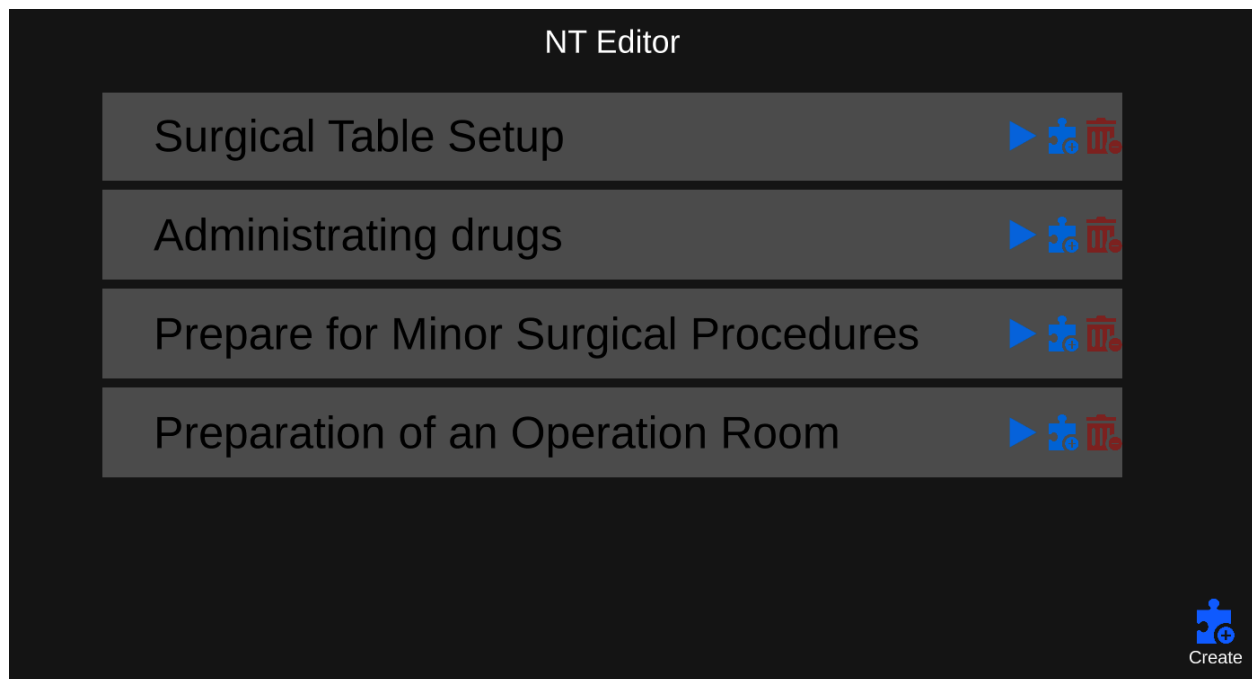 NT Editor
Surgical Table Setup
Administrating drugs
Prepare for Minor Surgical Procedures
Preparation of an Operation Room
Create